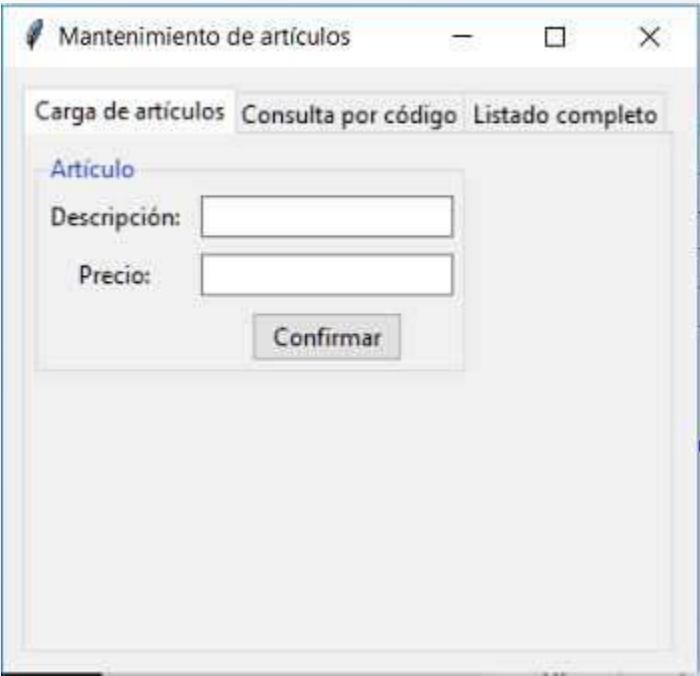 Mantenimiento de artículos
Carga de artículos Consulta por código Listado completo
Artículo
Descripción:
Precio:
Confirmar